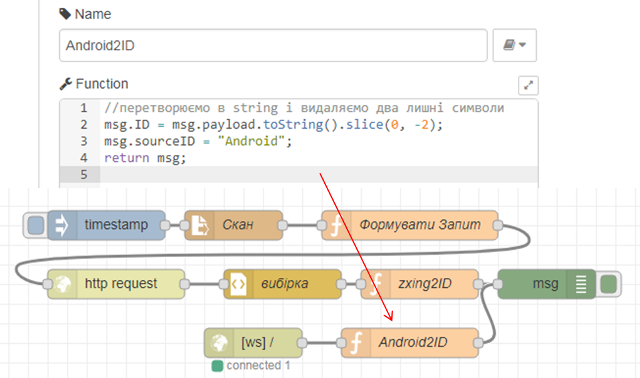 Name
Android2ID
Function
1 //перетворюємо в string і видаляємо два лишні символи
2 msg.ID = msg.payload.toString().slice(0, -2);
3 msg.sourceID = "Android";
4 return msg;
5
timestamp
Скан
Формувати Запит
http request
вибірка
zxing2ID
msg
[ws] /
Android2ID
connected 1